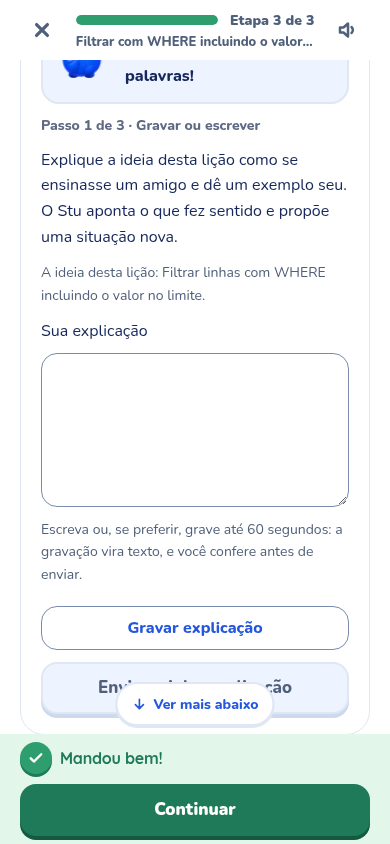 Etapa 3 de 3
Filtrar com WHERE incluindo o valor...
palavras!
Passo 1 de 3 · Gravar ou escrever
Explique a ideia desta lição como se
ensinasse um amigo e dê um exemplo seu.
O Stu aponta o que fez sentido e propõe
uma situação nova.
A ideia desta lição: Filtrar linhas com WHERE
incluindo o valor no limite.
Sua explicação
Escreva ou, se preferir, grave até 60 segundos: a
gravação vira texto, e você confere antes de
enviar.
Gravar explicação
Ver mais abaixo
Mandou bem!
Continuar